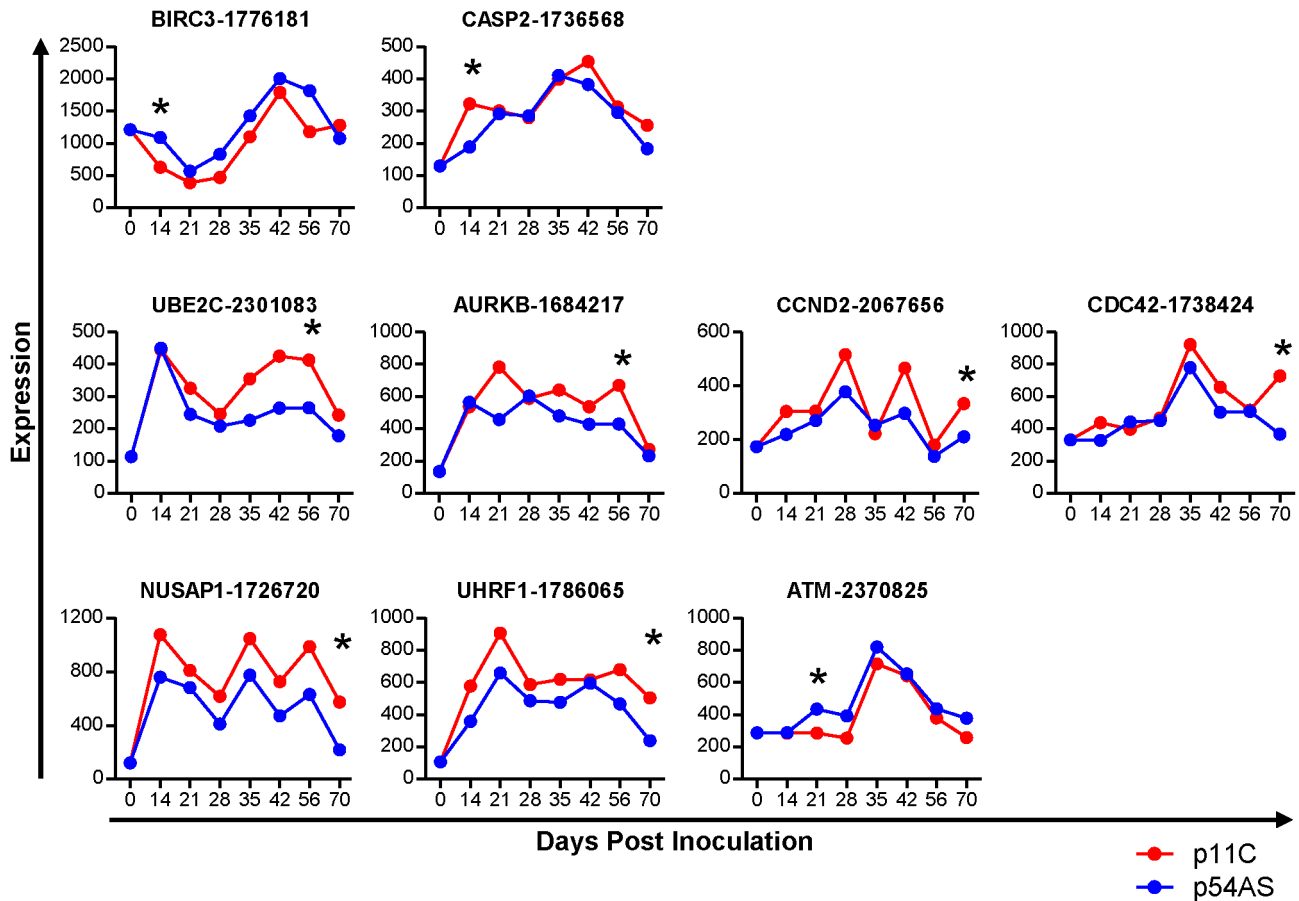 BIRC3-1776181 CASP2-1736568
2500 500
2000 400
1500 * 300 *
1000 200
500 100
0 0
0 14 21 28 35 42 56 70 0 14 21 28 35 42 56 70
UBE2C-2301083 AURKB-1684217 CCND2-2067656 CDC42-1738424
500 * 1000 600 1000
400 800 * 400 * 800 *
300 600 200 600
200 400 0 400
100 200 200
0 0 0
0 14 21 28 35 42 56 70 0 14 21 28 35 42 56 70 0 14 21 28 35 42 56 70 0 14 21 28 35 42 56 70
NUSAP1-1726720 UHRF1-1786065 ATM-2370825
1200 * 1000 * 1000
800 800 800
400 600 600 *
0 400 400
200 200
0 0
0 14 21 28 35 42 56 70 0 14 21 28 35 42 56 70 0 14 21 28 35 42 56 70
Expression
Days Post Inoculation
p11C
p54AS